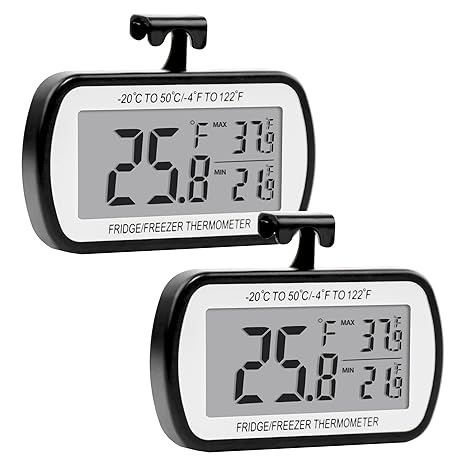 -20°C TO 50°C/-4°F TO 122°F
25.8 °F MAX 37.9 °F
MIN 21.9 °F
FRIDGE/FREEZER THERMOMETER
-20°C TO 50°C/-4°F TO 122°F
25.8 °F MAX 37.9 °F
MIN 21.9 °F
FRIDGE/FREEZER THERMOMETER